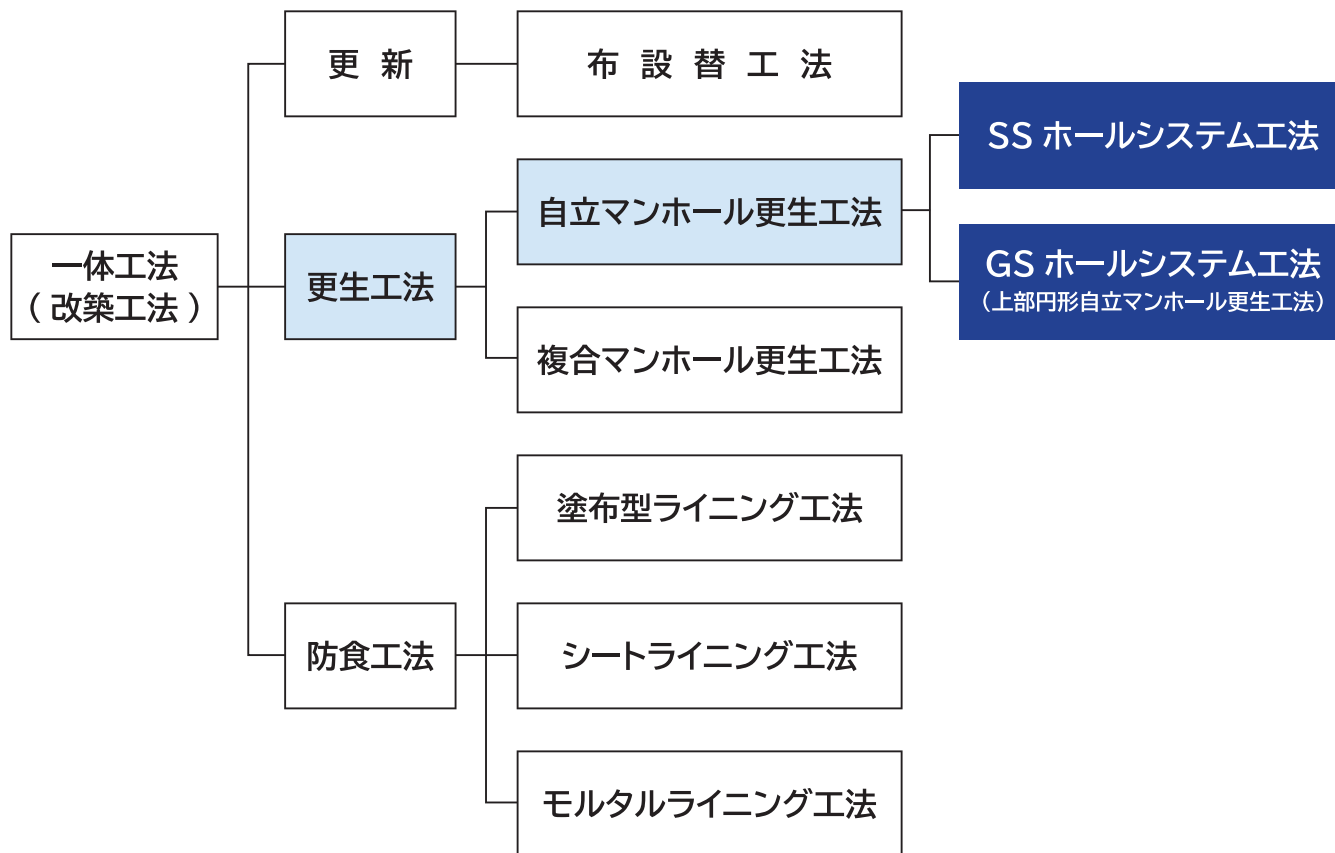 一体工法
( 改築工法 )
更 新
布 設 替 工 法
更生工法
自立マンホール更生工法
SS ホールシステム工法
GS ホールシステム工法
(上部円形自立マンホール更生工法)
複合マンホール更生工法
防食工法
塗布型ライニング工法
シートライニング工法
モルタルライニング工法